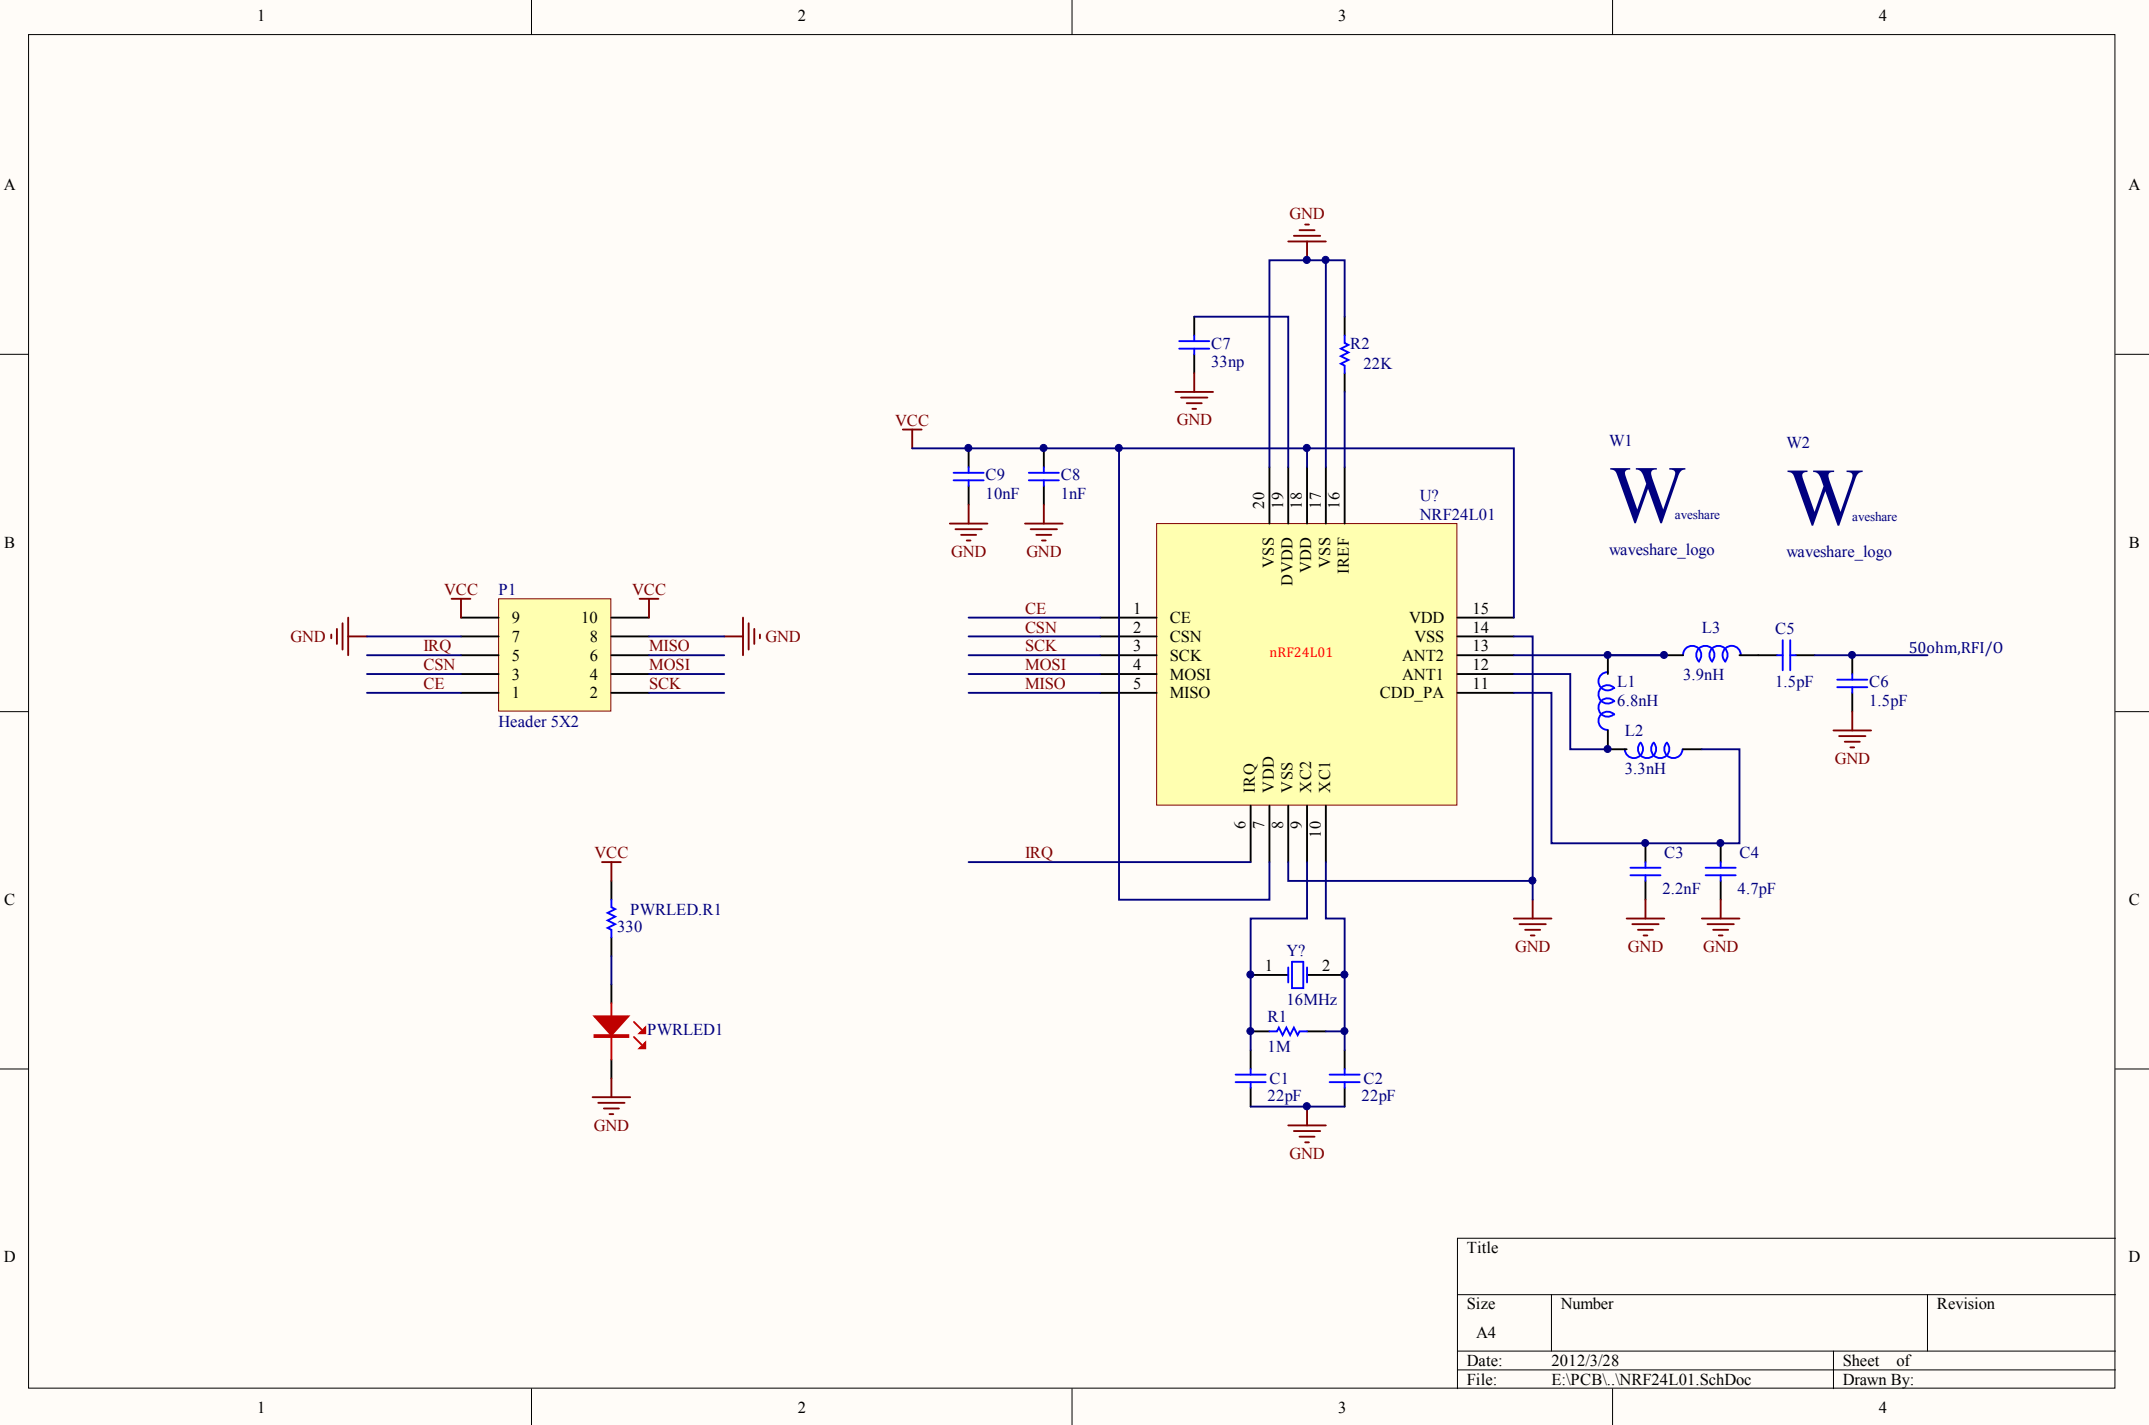 1 2 3 4
A A
GND
C7
33np
R2
22K
GND
VCC
C9
10nF
C8
1nF
GND GND
20 19 18 17 16
U?
NRF24L01
VSS DVDD VDD VSS IREF
W1
W aveshare
waveshare_logo
W2
W aveshare
waveshare_logo
B B
VCC P1 VCC
9 10
GND 7 8 GND
IRQ 5 6 MISO
CSN 3 4 MOSI
CE 1 2 SCK
Header 5X2
CE 1 CE
CSN 2 CSN
SCK 3 SCK
MOSI 4 MOSI
MISO 5 MISO
nRF24L01
VDD 15
VSS 14
ANT2 13
ANT1 12
CDD_PA 11
IRQ VDD VSS XC2 XC1
6 7 8 9 10
IRQ
L3
3.9nH
C5
1.5pF
50ohm,RFI/O
L1
6.8nH
C6
1.5pF
GND
L2
3.3nH
C3
2.2nF
C4
4.7pF
GND GND GND
C C
VCC
PWRLED.R1
330
PWRLED1
GND
Y?
1 2
16MHz
R1
1M
C1
22pF
C2
22pF
GND
D D
Title
Size Number Revision
A4
Date: 2012/3/28 Sheet of
File: E:\PCB\..\NRF24L01.SchDoc Drawn By:
1 2 3 4